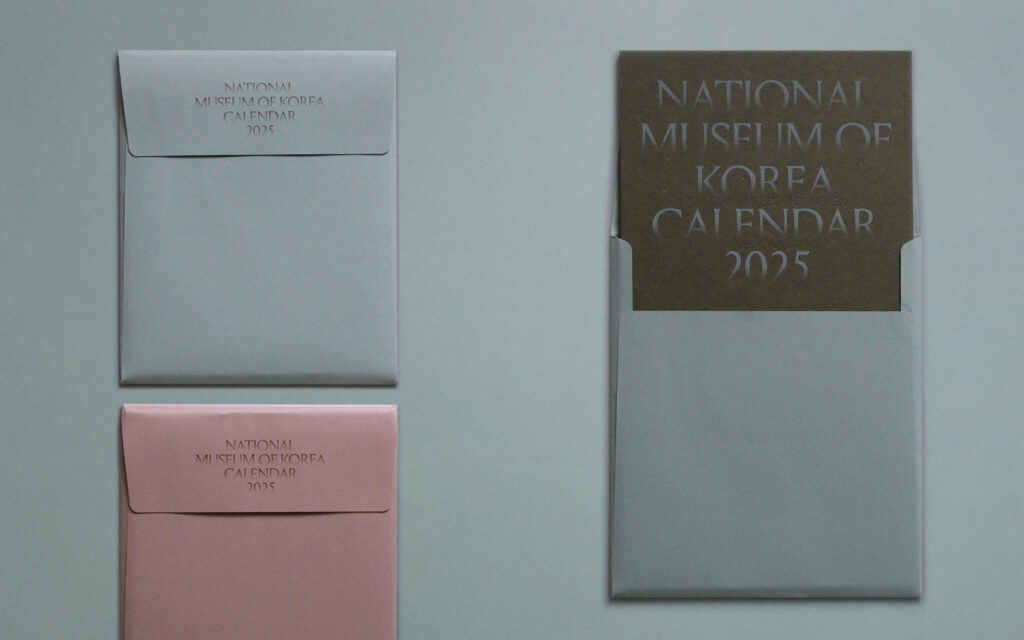 NATIONAL
MUSEUM OF KOREA
CALENDAR
2025
NATIONAL
MUSEUM OF
KOREA
CALENDAR
2025
NATIONAL
MUSEUM OF KOREA
CALENDAR
2025